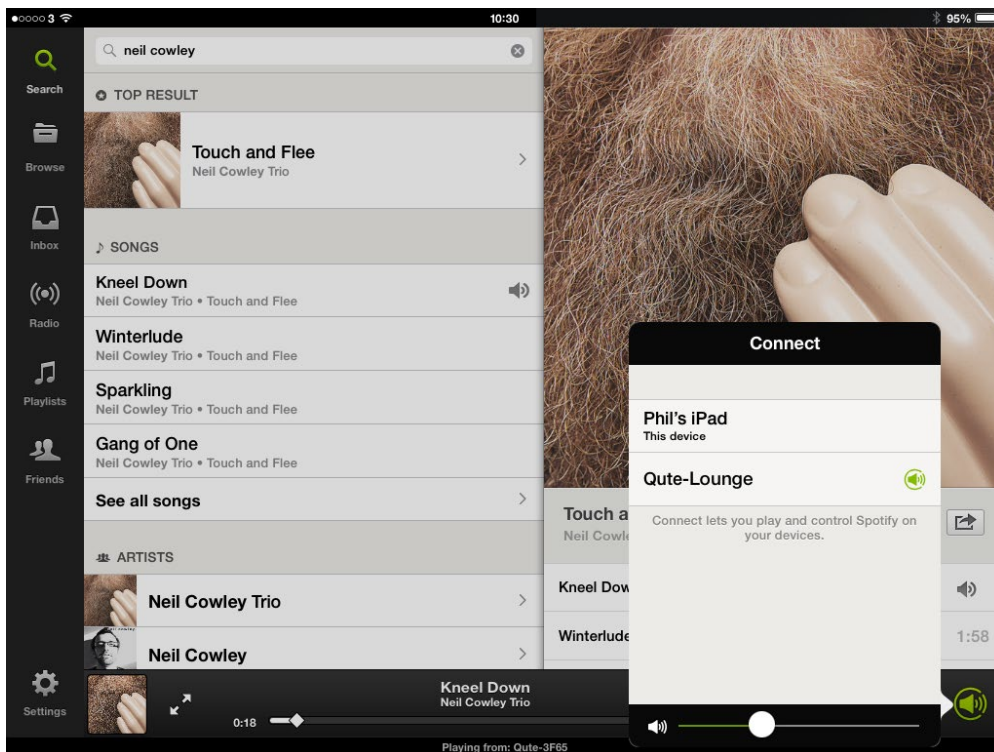 3
10:30
95%
neil cowley
Search
Browse
Inbox
Radio
Playlists
Friends
Settings
TOP RESULT
Touch and Flee
Neil Cowley Trio
SONGS
Kneel Down
Neil Cowley Trio • Touch and Flee
Winterlude
Neil Cowley Trio • Touch and Flee
Sparkling
Neil Cowley Trio • Touch and Flee
Gang of One
Neil Cowley Trio • Touch and Flee
See all songs
ARTISTS
Neil Cowley Trio
Neil Cowley
Touch a
Neil Cowle
Kneel Dow
Winterlude
1:58
Connect
Phil's iPad
This device
Qute-Lounge
Connect lets you play and control Spotify on
your devices.
Kneel Down
Neil Cowley Trio
0:18
Playing from: Qute-3F65